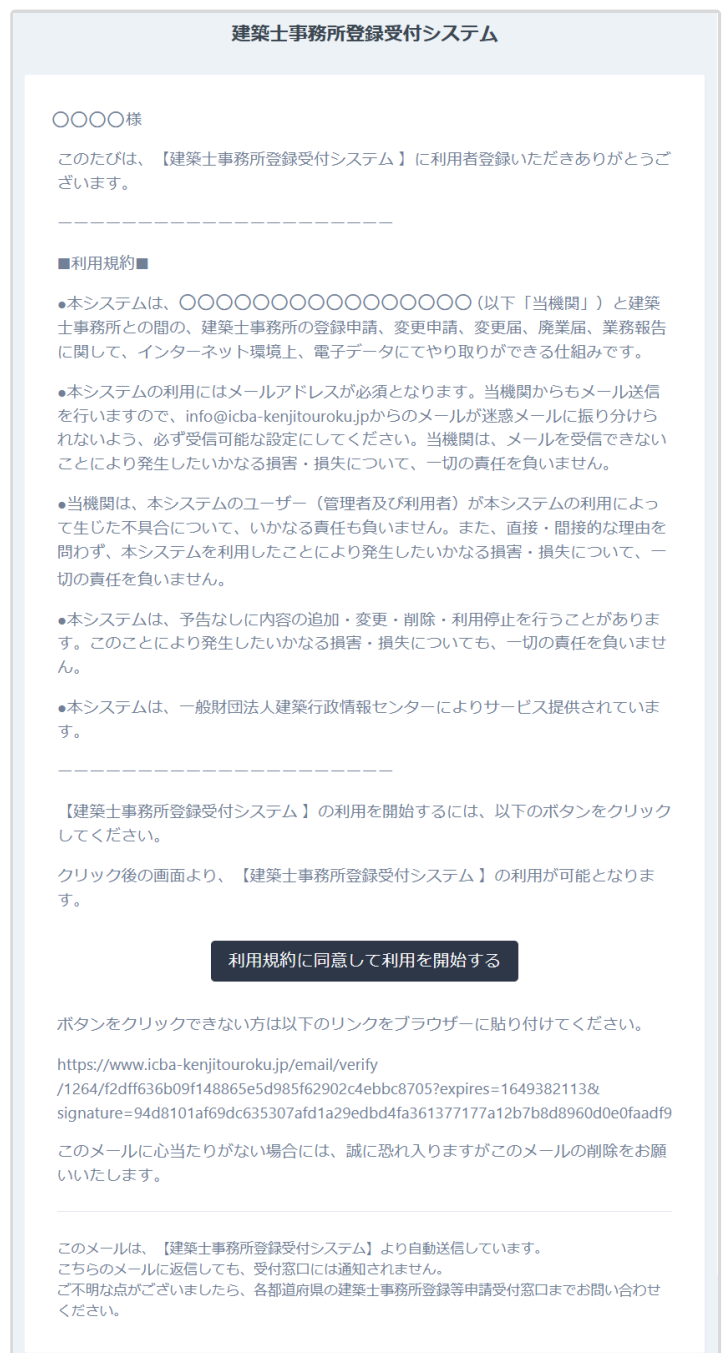 建築士事務所登録受付システム
〇〇〇〇様
このたびは、【建築士事務所登録受付システム 】に利用者登録いただきありがとうご
ざいます。
ーーーーーーーーーーーーーーーーーーーーー
■利用規約■
●本システムは、〇〇〇〇〇〇〇〇〇〇〇〇〇〇〇〇（以下「当機関」）と建築
士事務所との間の、建築士事務所の登録申請、変更申請、変更届、廃業届、業務報告
に関して、インターネット環境上、電子データにてやり取りができる仕組みです。
●本システムの利用にはメールアドレスが必須となります。当機関からもメール送信
を行いますので、info@icba-kenjitouroku.jpからのメールが迷惑メールに振り分けら
れないよう、必ず受信可能な設定にしてください。当機関は、メールを受信できない
ことにより発生したいかなる損害・損失について、一切の責任を負いません。
●当機関は、本システムのユーザー（管理者及び利用者）が本システムの利用によっ
て生じた不具合について、いかなる責任も負いません。また、直接・間接的な理由を
問わず、本システムを利用したことにより発生したいかなる損害・損失について、一
切の責任を負いません。
●本システムは、予告なしに内容の追加・変更・削除・利用停止を行うことがありま
す。このことにより発生したいかなる損害・損失についても、一切の責任を負いませ
ん。
●本システムは、一般財団法人建築行政情報センターによりサービス提供されていま
す。
ーーーーーーーーーーーーーーーーーーーーー
【建築士事務所登録受付システム 】の利用を開始するには、以下のボタンをクリック
してください。
クリック後の画面より、【建築士事務所登録受付システム 】の利用が可能となりま
す。
利用規約に同意して利用を開始する
ボタンをクリックできない方は以下のリンクをブラウザーに貼り付けてください。
https://www.icba-kenjitouroku.jp/email/verify
/1264/f2dff636b09f148865e5d985f62902c4ebbc8705?expires=1649382113&
signature=94d8101af69dc635307afd1a29edbd4fa361377177a12b7b8d8960d0e0faadf9
このメールに心当たりがない場合には、誠に恐れ入りますがこのメールの削除をお願
いいたします。
このメールは、【建築士事務所登録受付システム】より自動送信しています。
こちらのメールに返信しても、受付窓口には通知されません。
ご不明な点がございましたら、各都道府県の建築士事務所登録等申請受付窓口までお問い合わせ
ください。